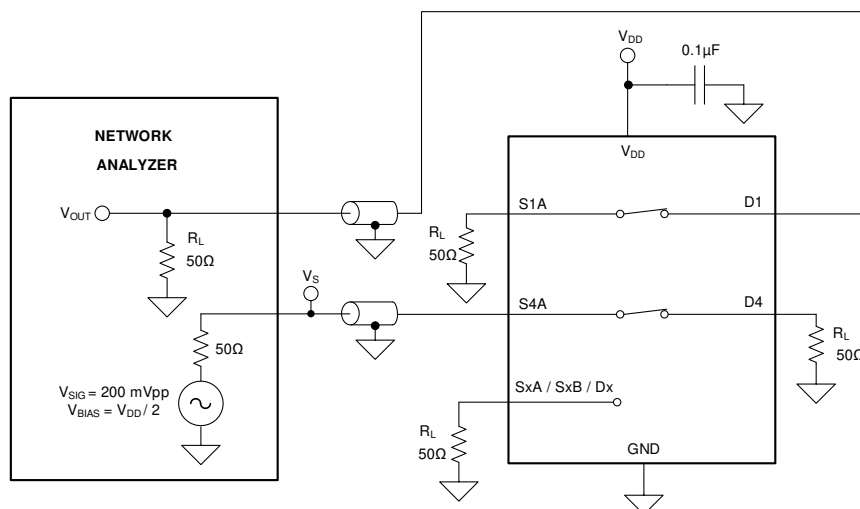 V_DD
0.1µF
NETWORK
ANALYZER
V_DD
V_OUT
S1A
D1
R_L
50Ω
R_L
50Ω
V_S
S4A
D4
50Ω
R_L
50Ω
V_SIG = 200 mVpp
V_BIAS = V_DD / 2
SxA / SxB / Dx
R_L
50Ω
GND